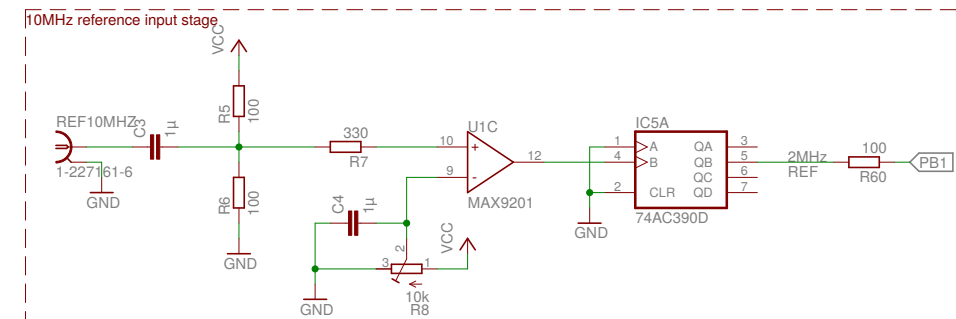 10MHz reference input stage
VCC
REF10MHZ
C3
1µ
R5
100
1-227161-6
GND
R6
100
GND
330
R7
U1C
10
+
9
-
12
MAX9201
C4
1µ
VCC
2
3
1
10k
R8
GND
IC5A
1
A
4
B
2
CLR
QA
3
QB
5
QC
6
QD
7
74AC390D
GND
2MHz
REF
100
R60
PB1